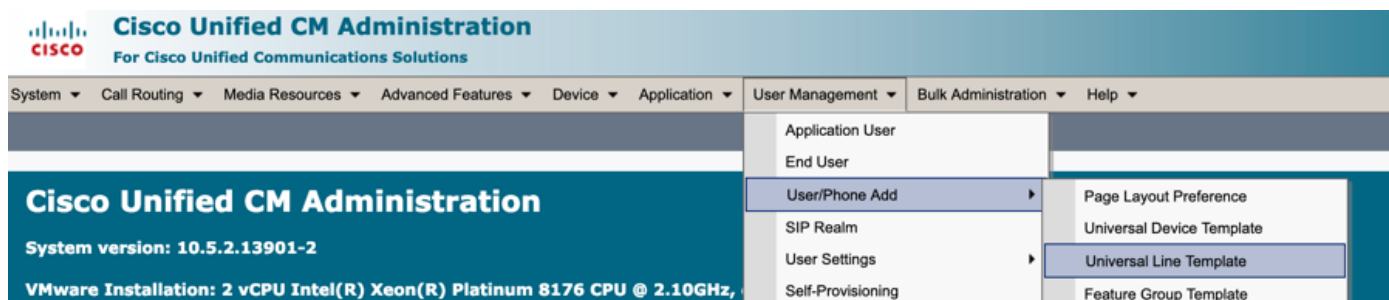 CISCO
Cisco Unified CM Administration
For Cisco Unified Communications Solutions
System Call Routing Media Resources Advanced Features Device Application User Management Bulk Administration Help
Application User
End User
User/Phone Add
SIP Realm
User Settings
Self-Provisioning
Page Layout Preference
Universal Device Template
Universal Line Template
Feature Group Template
Cisco Unified CM Administration
System version: 10.5.2.13901-2
VMware Installation: 2 vCPU Intel(R) Xeon(R) Platinum 8176 CPU @ 2.10GHz,